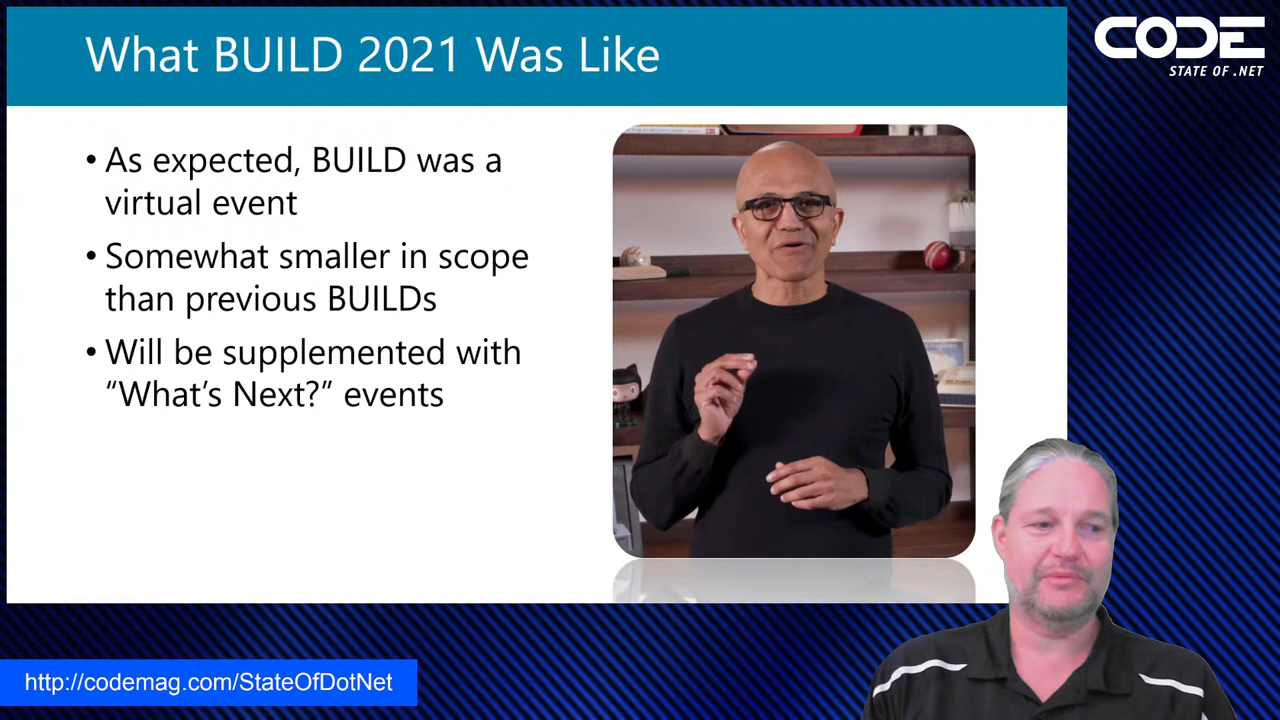 What BUILD 2021 Was Like
CODE
STATE OF .NET
• As expected, BUILD was a
virtual event
• Somewhat smaller in scope
than previous BUILDs
• Will be supplemented with
“What’s Next?” events
http://codemag.com/StateOfDotNet